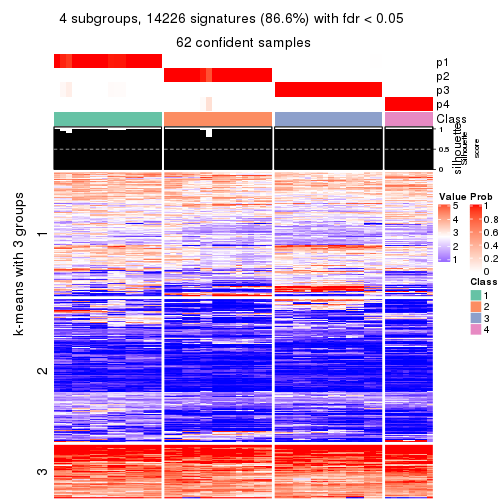 4 subgroups, 14226 signatures (86.6%) with fdr < 0.05
62 confident samples
p1
p2
p3
p4
Class
1
0.5
0
silhouette
Silhouette
score
k-means with 3 groups
1
2
3
Value
5
4
3
2
1
Prob
1
0.8
0.6
0.4
0.2
0
Class
1
2
3
4